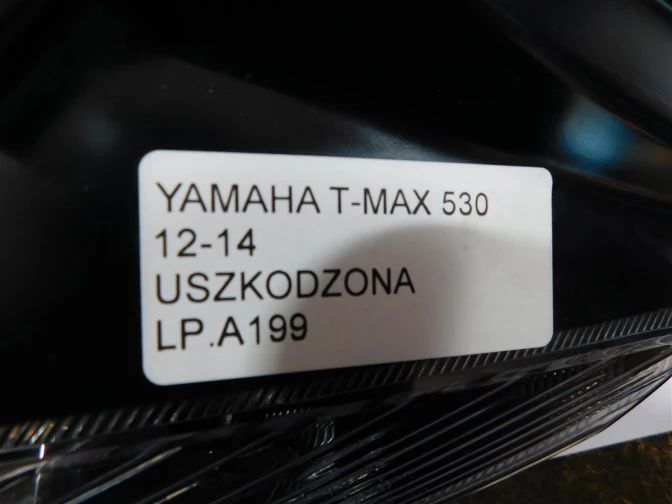 YAMAHA T-MAX 530
12-14
USZKODZONA
LP.A199